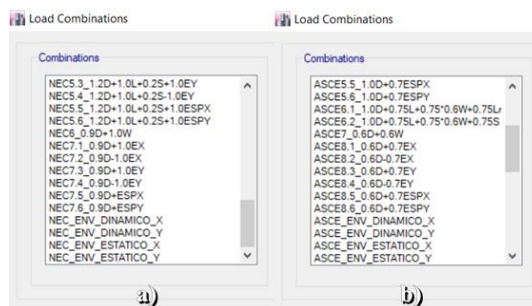 Load Combinations
Combinations
NEC5.3_1.2D+1.0L+0.2S+1.0EY
NEC5.4_1.2D+1.0L+0.2S-1.0EY
NEC5.5_1.2D+1.0L+0.2S+1.0ESPX
NEC5.6_1.2D+1.0L+0.2S+1.0ESPY
NEC6_0.9D+1.0W
NEC7.1_0.9D+1.0EX
NEC7.2_0.9D-1.0EX
NEC7.3_0.9D+1.0EY
NEC7.4_0.9D-1.0EY
NEC7.5_0.9D+ESPX
NEC7.6_0.9D+ESPY
NEC_ENV_DINAMICO_X
NEC_ENV_DINAMICO_Y
NEC_ENV_ESTATICO_X
NEC_ENV_ESTATICO_Y
a)
Load Combinations
Combinations
ASCE5.5_1.0D+0.7ESPX
ASCE5.6_1.0D+0.7ESPY
ASCE6.1_1.0D+0.75L+0.75*0.6W+0.75Lr
ASCE6.2_1.0D+0.75L+0.75*0.6W+0.75S
ASCE7_0.6D+0.6W
ASCE8.1_0.6D+0.7EX
ASCE8.2_0.6D-0.7EX
ASCE8.3_0.6D+0.7EY
ASCE8.4_0.6D-0.7EY
ASCE8.5_0.6D+0.7ESPX
ASCE8.6_0.6D+0.7ESPY
ASCE_ENV_DINAMICO_X
ASCE_ENV_DINAMICO_Y
ASCE_ENV_ESTATICO_X
ASCE_ENV_ESTATICO_Y
b)